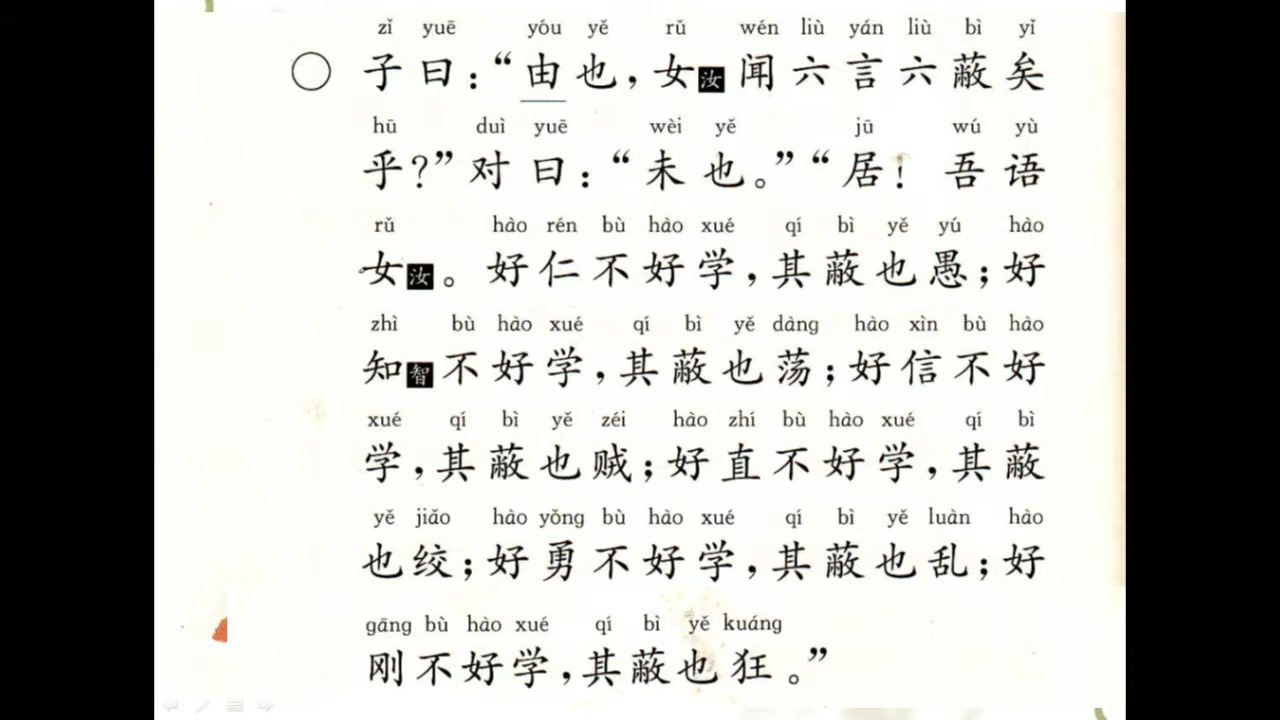 zǐ yuē yóu yě rǔ wén liù yán liù bì yǐ
○ 子曰：“由也，女汝闻六言六蔽矣
hū duì yuē wèi yě jū wú yù
乎？”对曰：“未也。”“居！吾语
rǔ hào rén bù hào xué qí bì yě yú hào
女汝。好仁不好学，其蔽也愚；好
zhì bù hào xué qí bì yě dàng hào xìn bù hào
知智不好学，其蔽也荡；好信不好
xué qí bì yě zéi hào zhí bù hào xué qí bì
学，其蔽也贼；好直不好学，其蔽
yě jiǎo hào yǒng bù hào xué qí bì yě luàn hào
也绞；好勇不好学，其蔽也乱；好
gāng bù hào xué qí bì yě kuáng
刚不好学，其蔽也狂。”